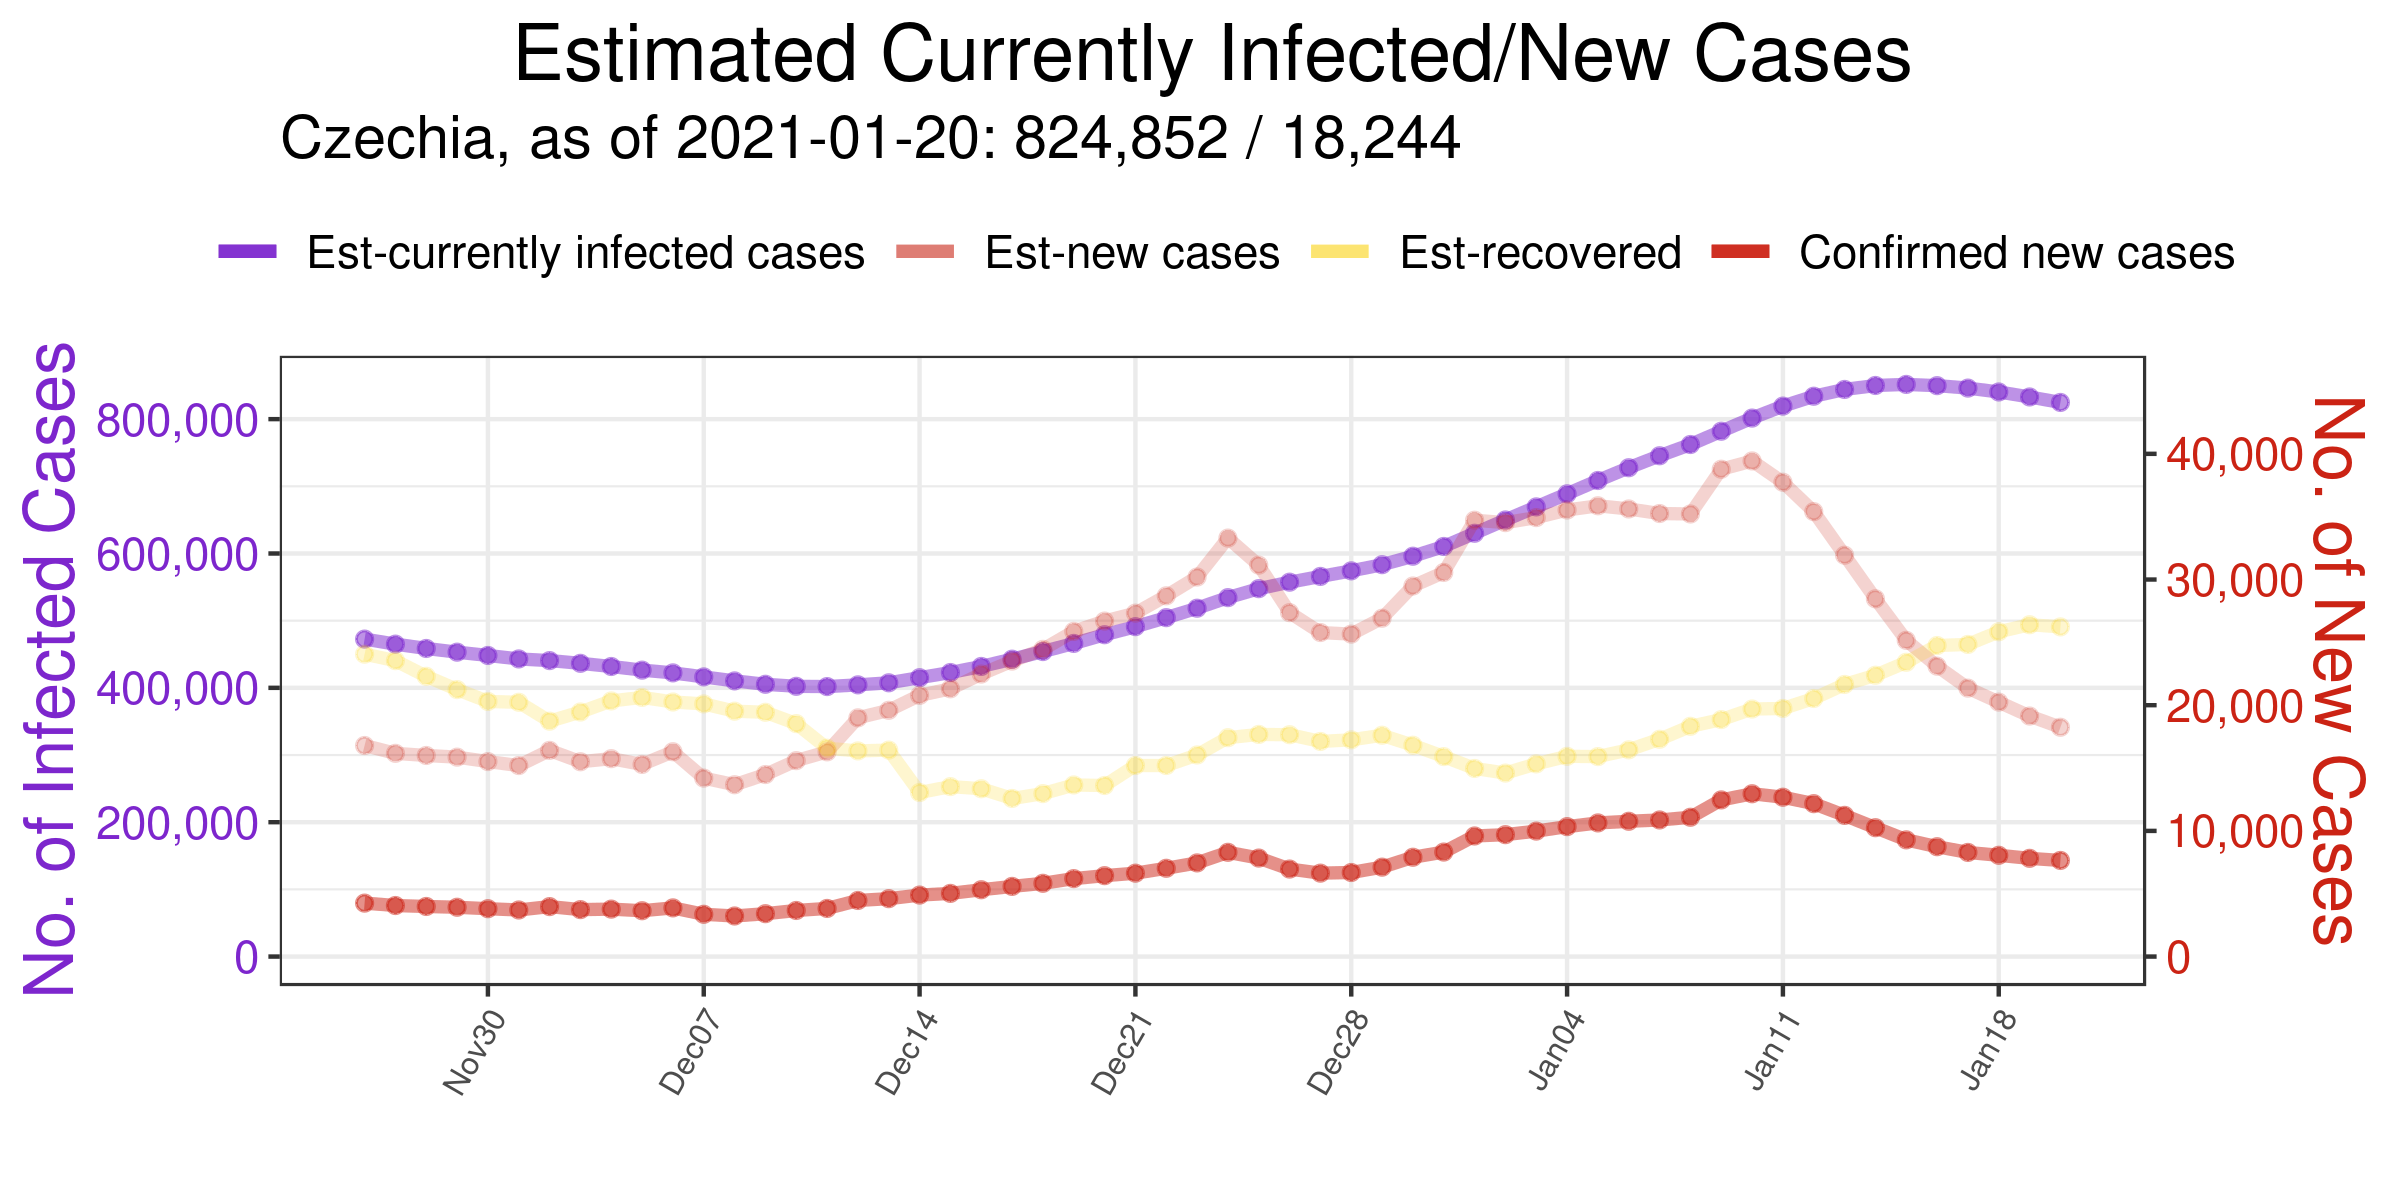 Estimated Currently Infected/New Cases
Czechia, as of 2021-01-20: 824,852 / 18,244
Est-currently infected cases Est-new cases Est-recovered Confirmed new cases
No. of Infected Cases
800,000
600,000
400,000
200,000
0
40,000
30,000
20,000
10,000
0
No. of New Cases
Nov30 Dec07 Dec14 Dec21 Dec28 Jan04 Jan11 Jan18